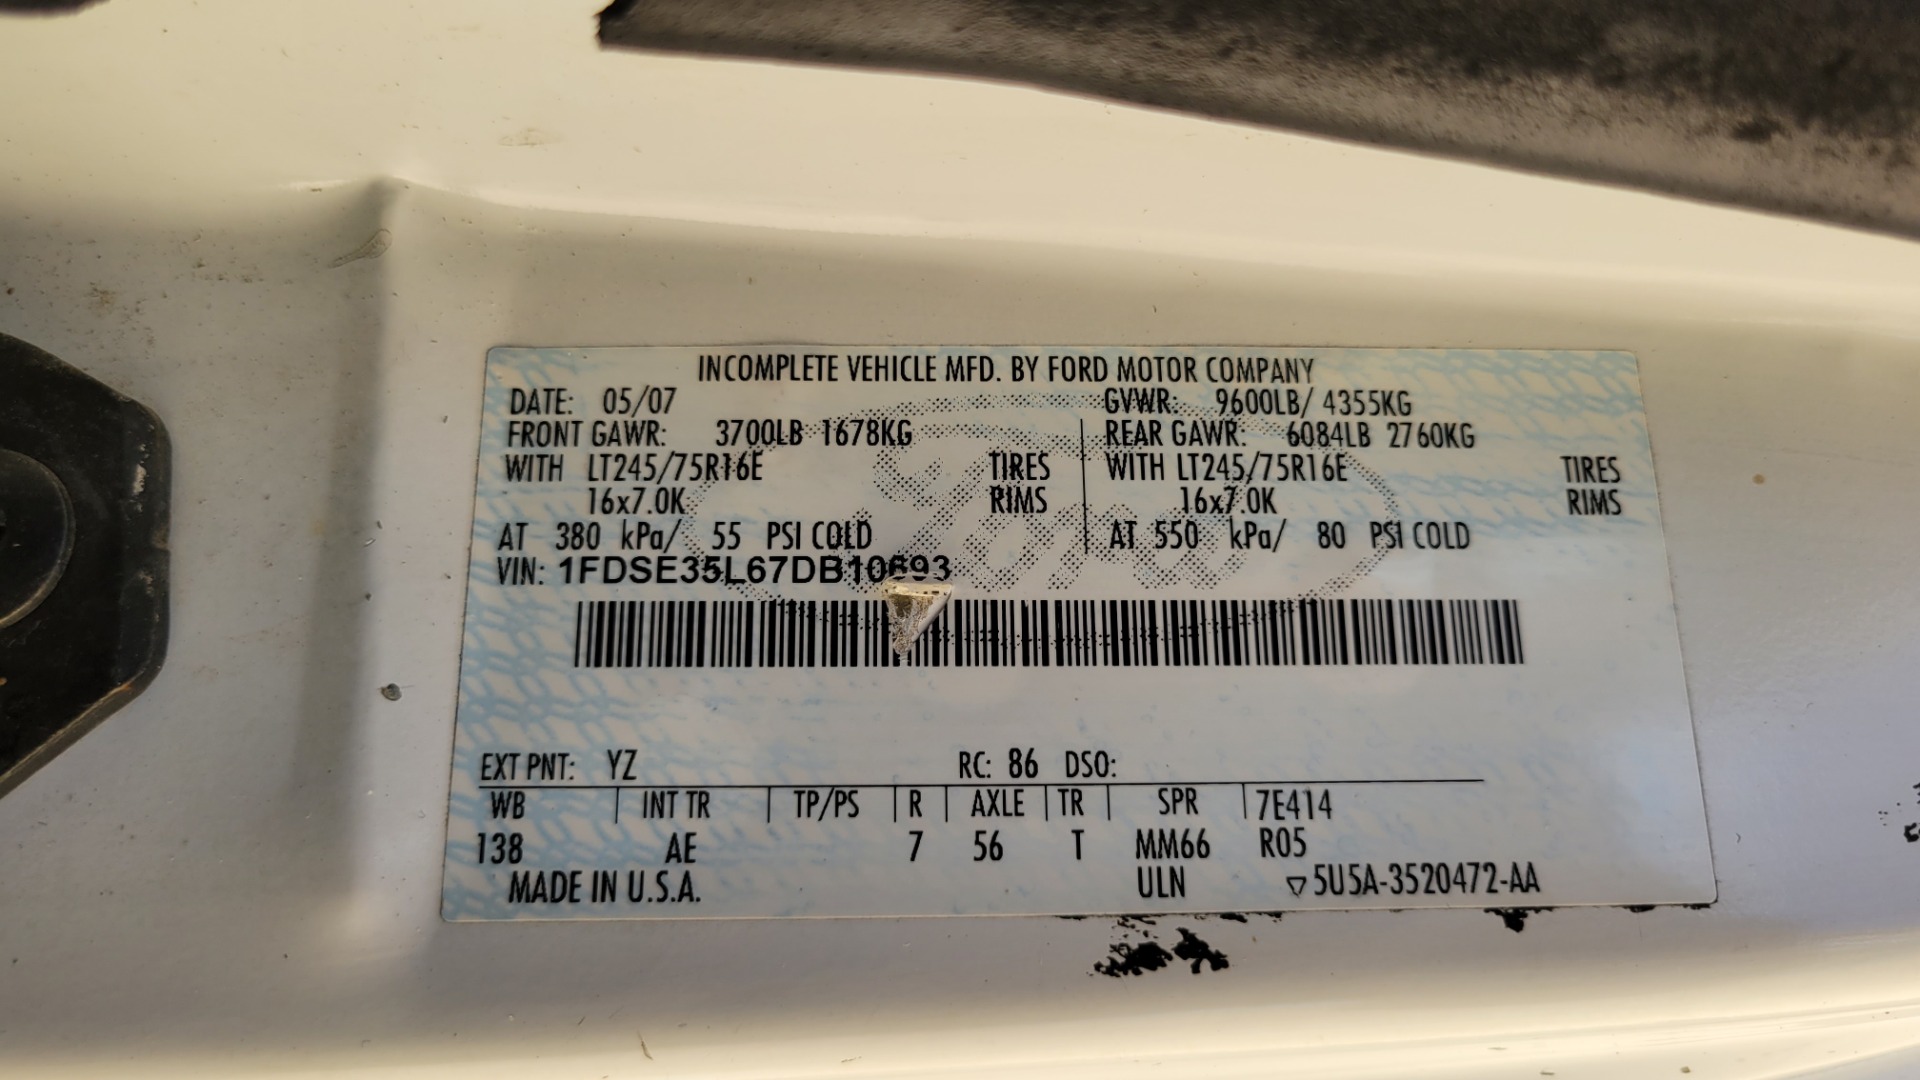 INCOMPLETE VEHICLE MFD. BY FORD MOTOR COMPANY
DATE: 05/07 GVWR: 9600LB/ 4355KG
FRONT GAWR: 3700LB 1678KG REAR GAWR: 6084LB 2760KG
WITH LT245/75R16E TIRES WITH LT245/75R16E TIRES
16x7.0K RIMS 16x7.0K RIMS
AT 380 kPa/ 55 PSI COLD AT 550 kPa/ 80 PSI COLD
VIN: 1FDSE35L67DB10693
Ford
EXT PNT: YZ RC: 86 DSO:
WB INT TR TP/PS R AXLE TR SPR 7E414
138 AE 7 56 T MM66 R05
MADE IN U.S.A. ULN ▽5U5A-3520472-AA